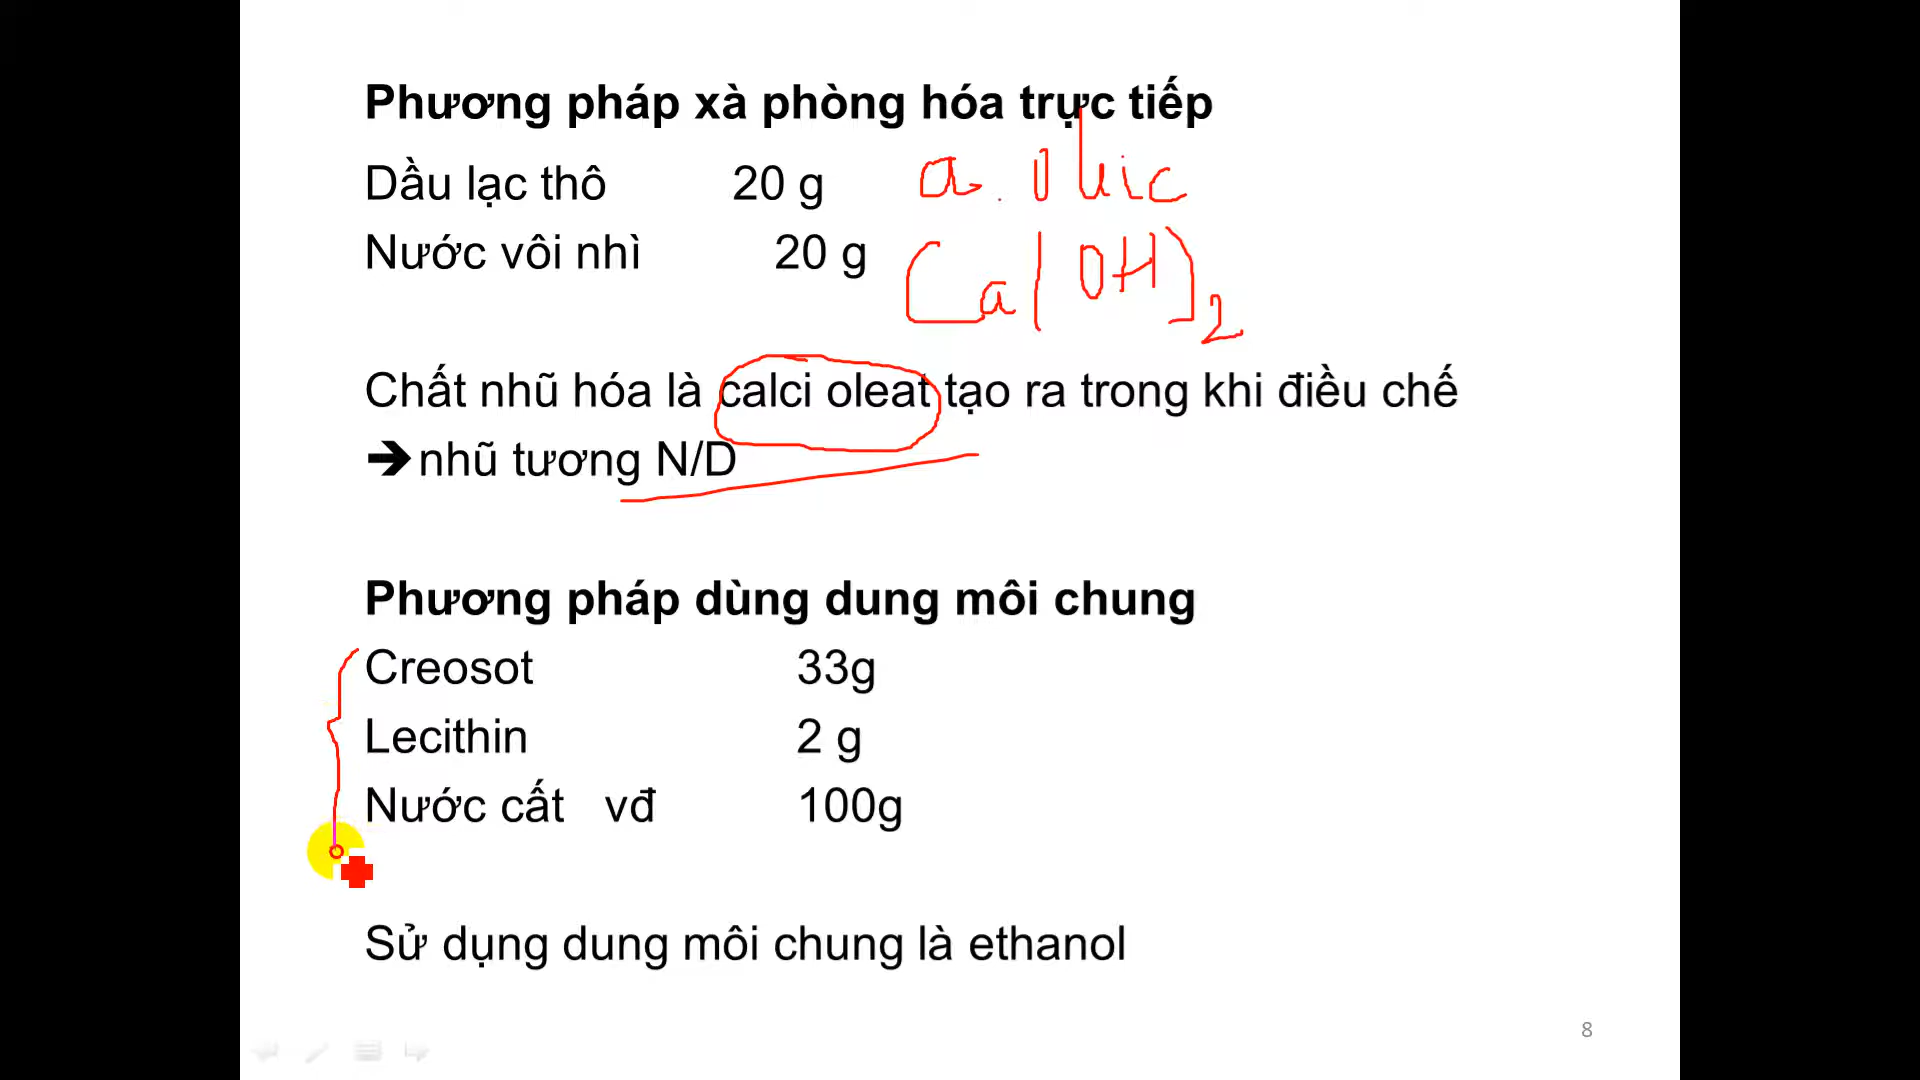 Phương pháp xà phòng hóa trực tiếp
Dầu lạc thô 20 g a. oleic
Nước vôi nhì 20 g Ca(OH)2
Chất nhũ hóa là calci oleat tạo ra trong khi điều chế
➔nhũ tương N/D
Phương pháp dùng dung môi chung
Creosot 33g
Lecithin 2 g
Nước cất vđ 100g
Sử dụng dung môi chung là ethanol
8